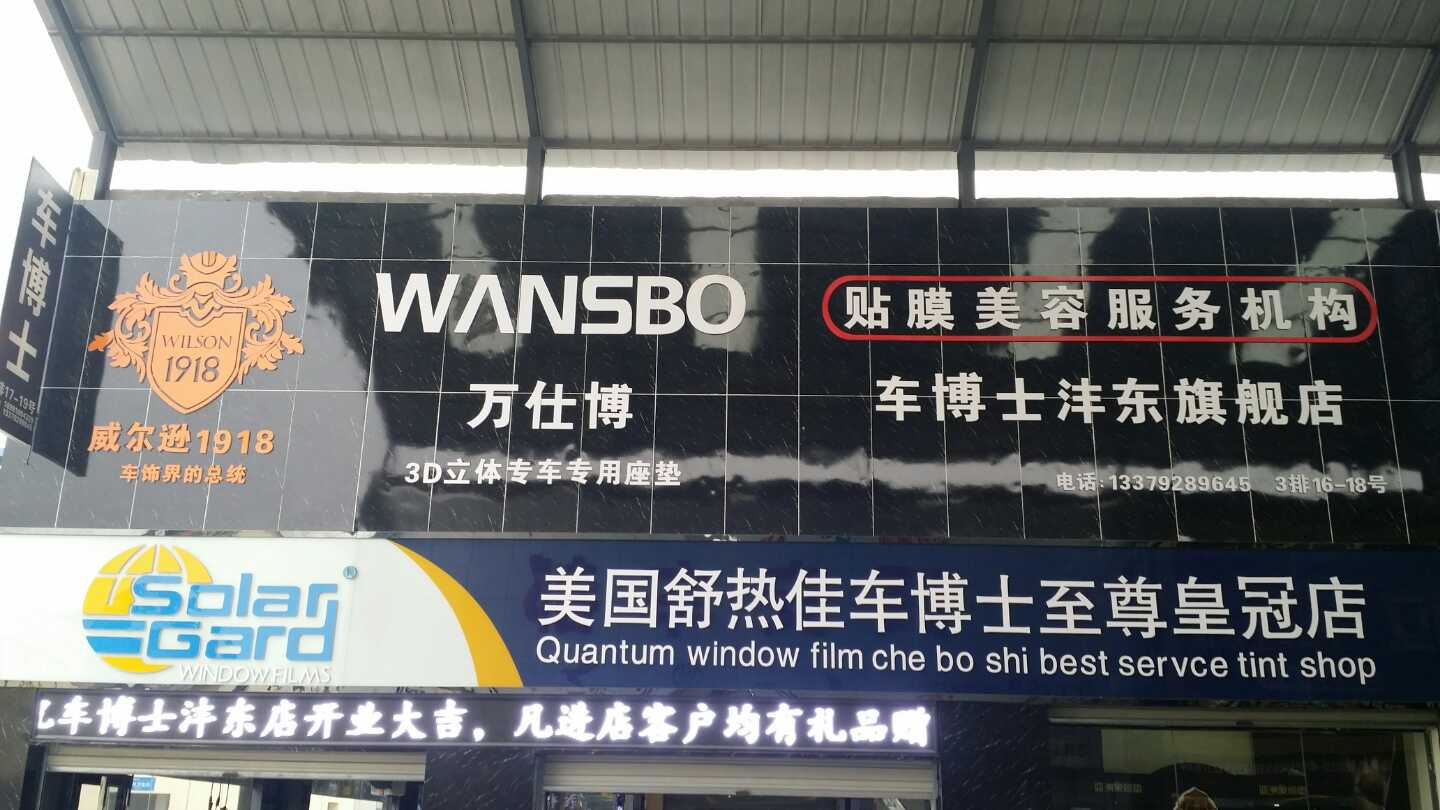 车博士
17-19号
WILSON
1918
威尔逊1918
车饰界的总统
WANSBO
万仕博
3D立体专车专用座垫
贴膜美容服务机构
车博士沣东旗舰店
电话:13379289645 3排16-18号
Solar
Gard
®
WINDOW FILMS
美国舒热佳车博士至尊皇冠店
Quantum window film che bo shi best servce tint shop
车博士沣东店开业大吉，凡进店客户均有礼品赠